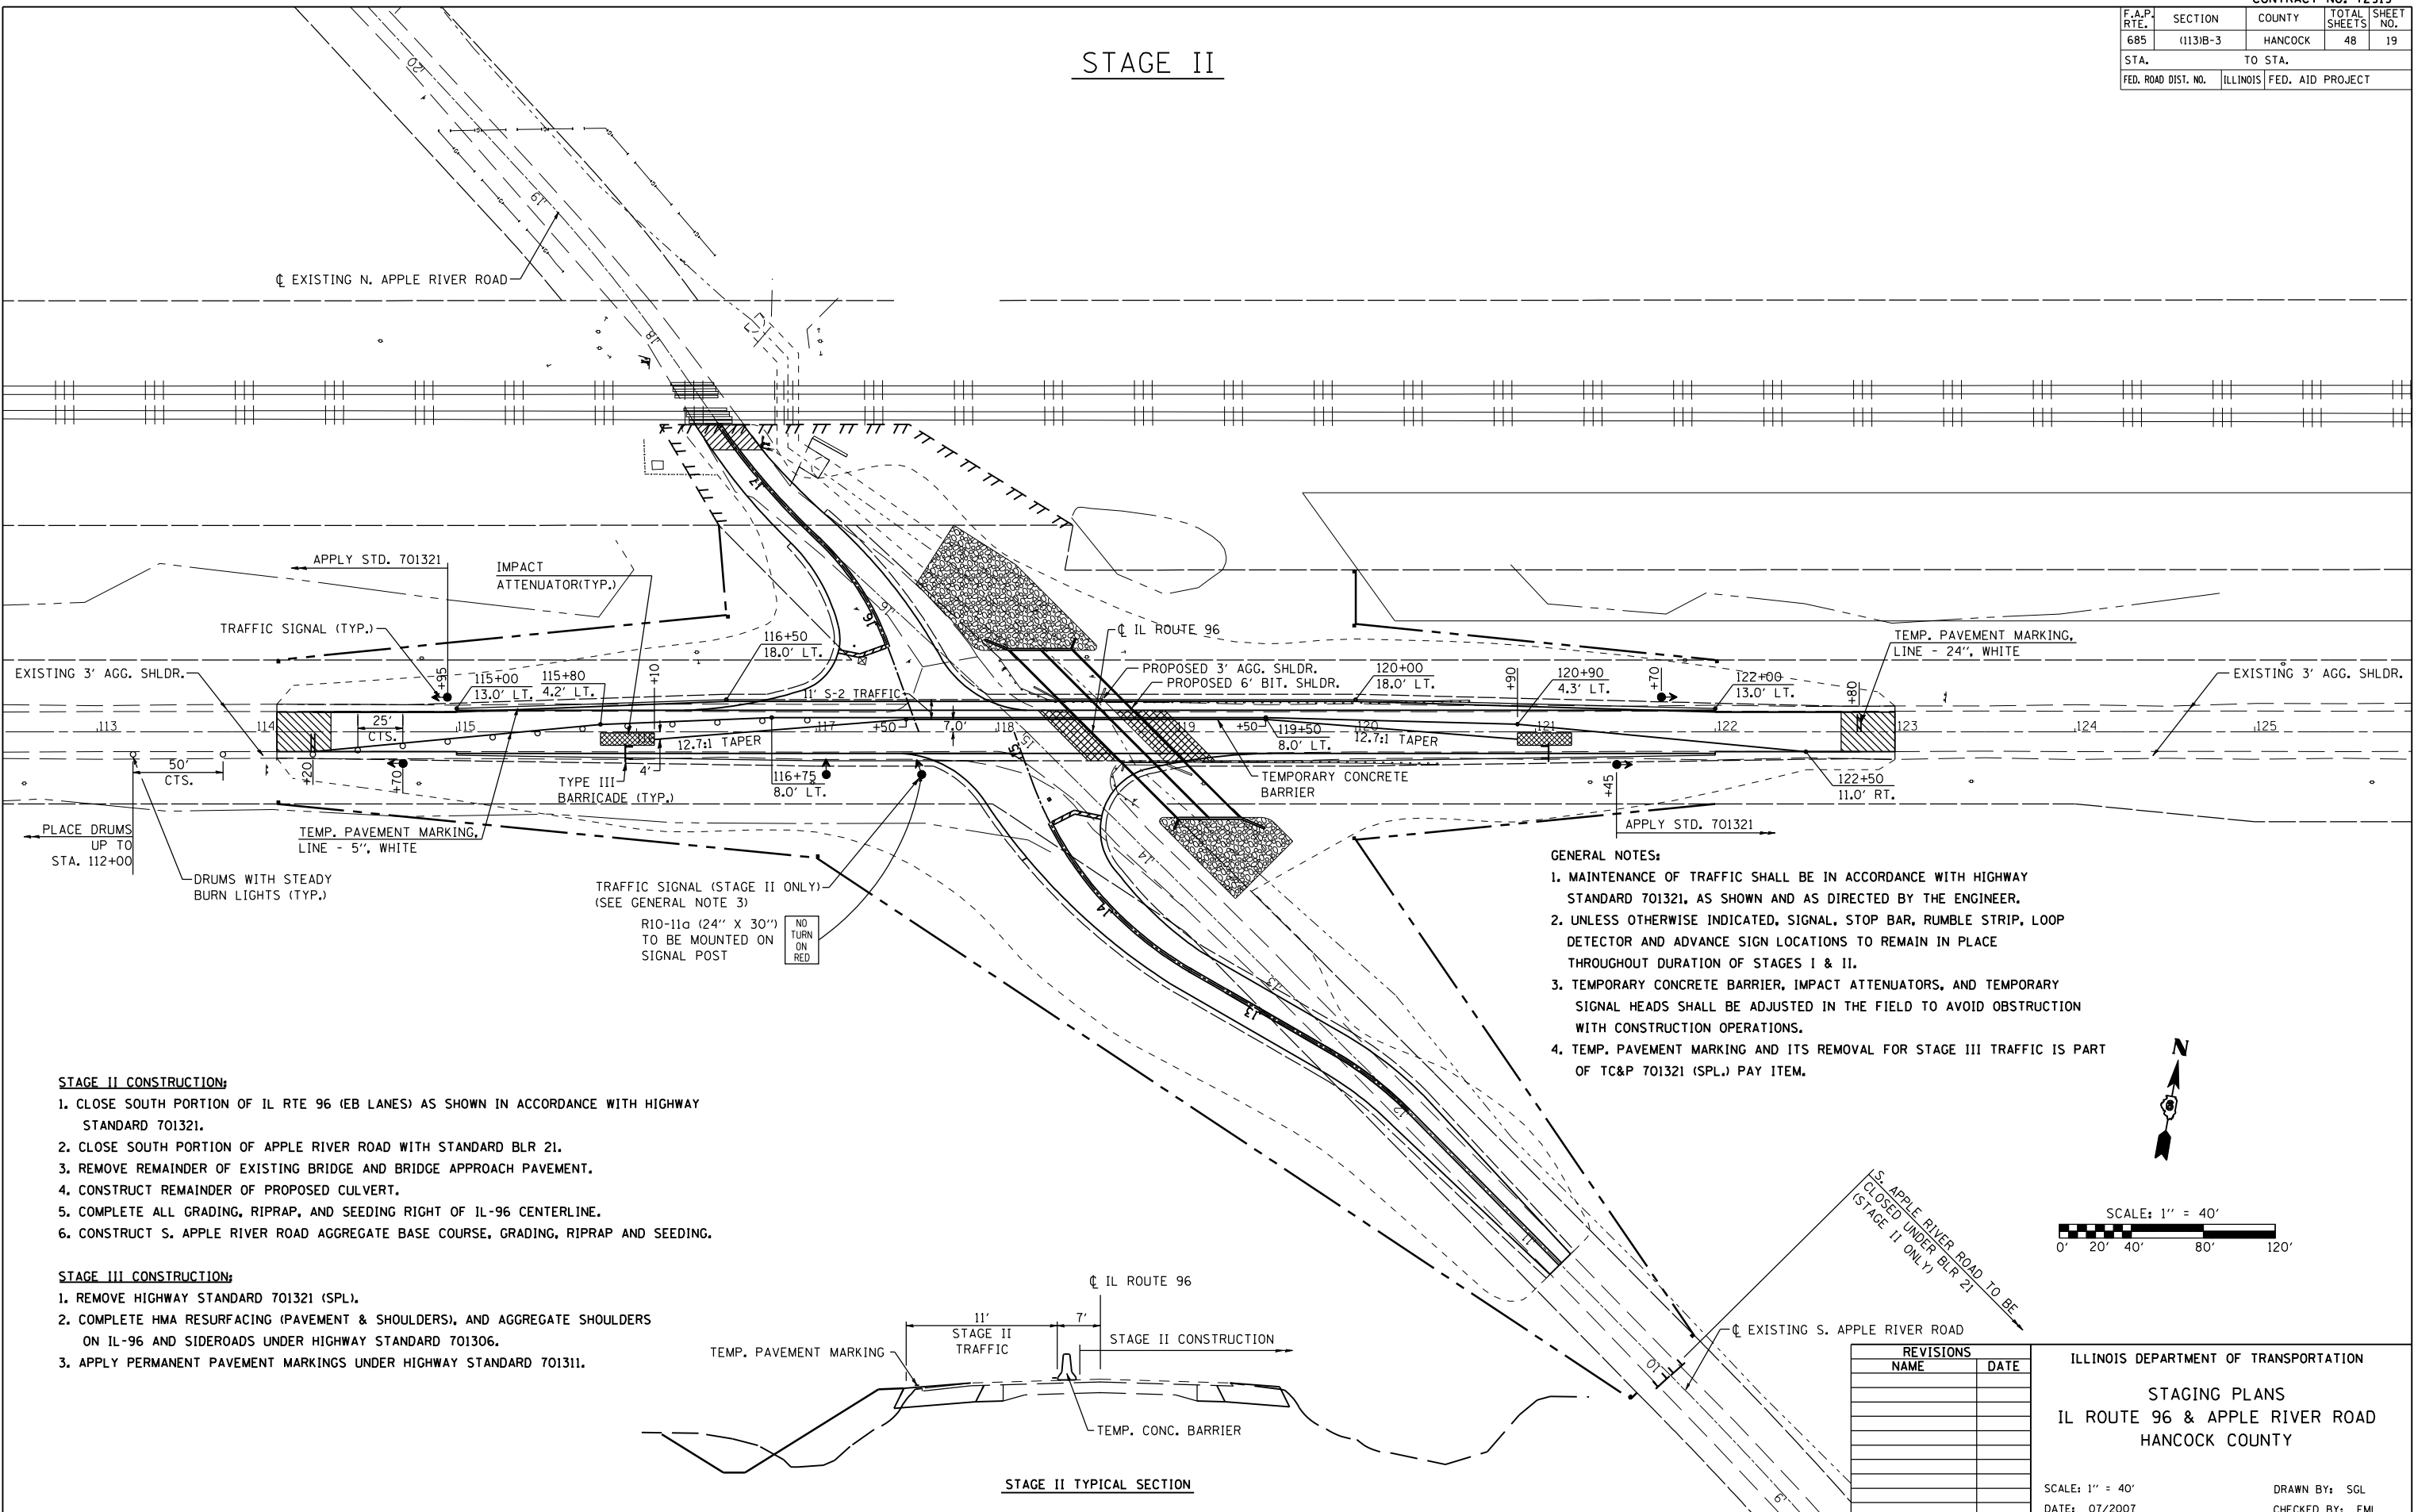 STAGE II
F.A.P. RTE. SECTION COUNTY TOTAL SHEETS SHEET NO.
685 (113)B-3 HANCOCK 48 19
STA. TO STA.
FED. ROAD DIST. NO. ILLINOIS FED. AID PROJECT
20
19
℄ EXISTING N. APPLE RIVER ROAD
18
17
APPLY STD. 701321
IMPACT
ATTENUATOR(TYP.)
TRAFFIC SIGNAL (TYP.)
16
16
116+50
18.0' LT.
℄ IL ROUTE 96
TEMP. PAVEMENT MARKING,
LINE - 24", WHITE
EXISTING 3' AGG. SHLDR.
+95
115+00
13.0' LT.
115+80
4.2' LT.
+10
PROPOSED 3' AGG. SHLDR.
PROPOSED 6' BIT. SHLDR.
120+00
18.0' LT.
+90
120+90
4.3' LT.
+70
122+00
13.0' LT.
+80
EXISTING 3' AGG. SHLDR.
11' S-2 TRAFFIC
113
114
25'
CTS.
115
117
+50
7.0'
118
119
+50
120
121
122
123
124
125
12.7:1 TAPER
119+50
8.0' LT.
12.7:1 TAPER
15
15
50'
CTS.
+20
+70
4'
TYPE III
BARRICADE (TYP.)
116+75
8.0' LT.
TEMPORARY CONCRETE
BARRIER
+45
122+50
11.0' RT.
APPLY STD. 701321
PLACE DRUMS
UP TO
STA. 112+00
TEMP. PAVEMENT MARKING,
LINE - 5", WHITE
DRUMS WITH STEADY
BURN LIGHTS (TYP.)
TRAFFIC SIGNAL (STAGE II ONLY)
(SEE GENERAL NOTE 3)
R10-11a (24" X 30")
TO BE MOUNTED ON
SIGNAL POST
NO
TURN
ON
RED
14
14
13
13
12
11
GENERAL NOTES:
1. MAINTENANCE OF TRAFFIC SHALL BE IN ACCORDANCE WITH HIGHWAY
STANDARD 701321, AS SHOWN AND AS DIRECTED BY THE ENGINEER.
2. UNLESS OTHERWISE INDICATED, SIGNAL, STOP BAR, RUMBLE STRIP, LOOP
DETECTOR AND ADVANCE SIGN LOCATIONS TO REMAIN IN PLACE
THROUGHOUT DURATION OF STAGES I & II.
3. TEMPORARY CONCRETE BARRIER, IMPACT ATTENUATORS, AND TEMPORARY
SIGNAL HEADS SHALL BE ADJUSTED IN THE FIELD TO AVOID OBSTRUCTION
WITH CONSTRUCTION OPERATIONS.
4. TEMP. PAVEMENT MARKING AND ITS REMOVAL FOR STAGE III TRAFFIC IS PART
OF TC&P 701321 (SPL.) PAY ITEM.
N
STAGE II CONSTRUCTION:
1. CLOSE SOUTH PORTION OF IL RTE 96 (EB LANES) AS SHOWN IN ACCORDANCE WITH HIGHWAY
STANDARD 701321.
2. CLOSE SOUTH PORTION OF APPLE RIVER ROAD WITH STANDARD BLR 21.
3. REMOVE REMAINDER OF EXISTING BRIDGE AND BRIDGE APPROACH PAVEMENT.
4. CONSTRUCT REMAINDER OF PROPOSED CULVERT.
5. COMPLETE ALL GRADING, RIPRAP, AND SEEDING RIGHT OF IL-96 CENTERLINE.
6. CONSTRUCT S. APPLE RIVER ROAD AGGREGATE BASE COURSE, GRADING, RIPRAP AND SEEDING.
STAGE III CONSTRUCTION:
1. REMOVE HIGHWAY STANDARD 701321 (SPL).
2. COMPLETE HMA RESURFACING (PAVEMENT & SHOULDERS), AND AGGREGATE SHOULDERS
ON IL-96 AND SIDEROADS UNDER HIGHWAY STANDARD 701306.
3. APPLY PERMANENT PAVEMENT MARKINGS UNDER HIGHWAY STANDARD 701311.
S. APPLE RIVER ROAD TO BE
CLOSED UNDER BLR 21
(STAGE II ONLY)
SCALE: 1" = 40'
0' 20' 40' 80' 120'
℄ IL ROUTE 96
11'
7'
STAGE II
TRAFFIC
STAGE II CONSTRUCTION
TEMP. PAVEMENT MARKING
TEMP. CONC. BARRIER
STAGE II TYPICAL SECTION
℄ EXISTING S. APPLE RIVER ROAD
10
9
REVISIONS
NAME DATE
ILLINOIS DEPARTMENT OF TRANSPORTATION
STAGING PLANS
IL ROUTE 96 & APPLE RIVER ROAD
HANCOCK COUNTY
SCALE: 1" = 40'
DRAWN BY: SGL
DATE: 07/2007